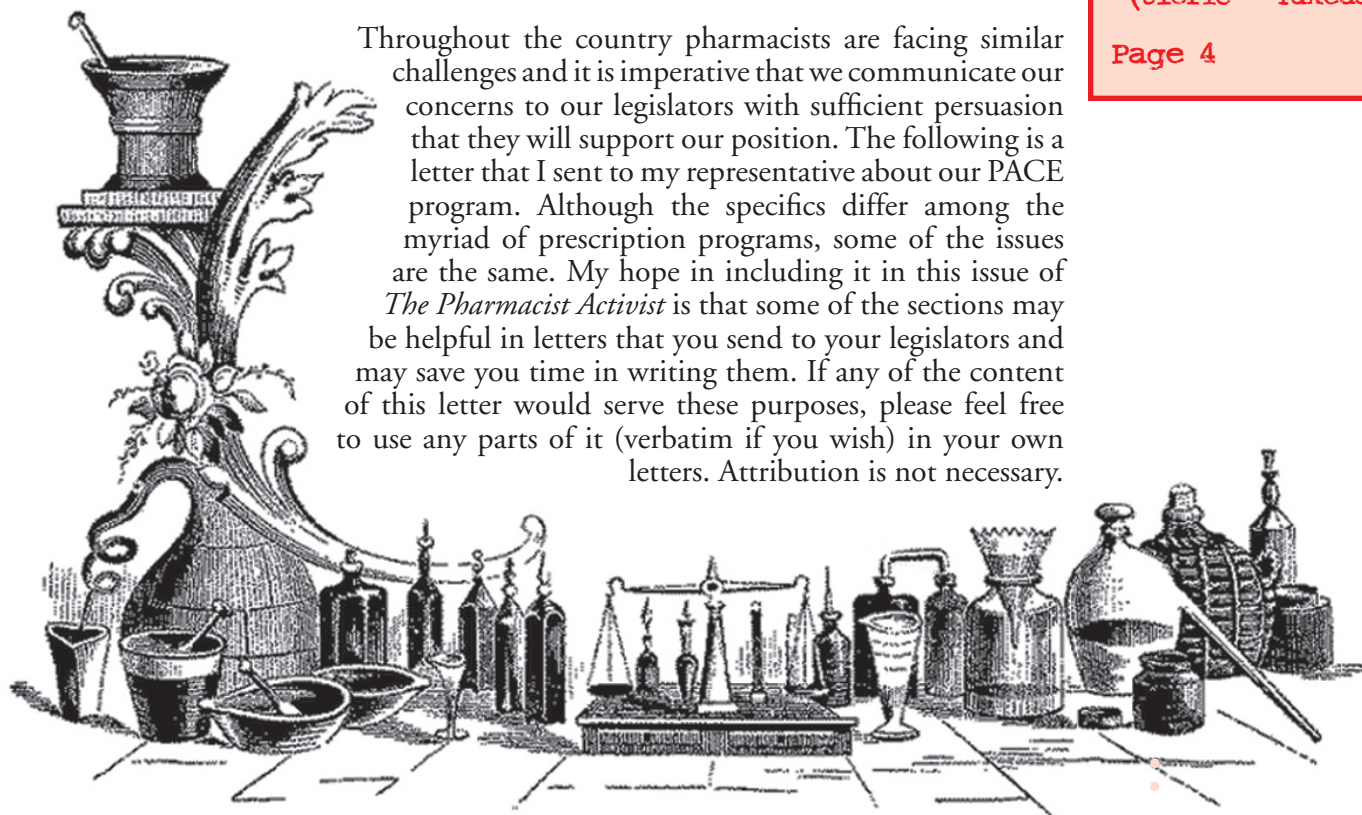 Throughout the country pharmacists are facing similar
challenges and it is imperative that we communicate our
concerns to our legislators with sufficient persuasion
that they will support our position. The following is a
letter that I sent to my representative about our PACE
program. Although the specifics differ among the
myriad of prescription programs, some of the issues
are the same. My hope in including it in this issue of
The Pharmacist Activist is that some of the sections may
be helpful in letters that you send to your legislators and
may save you time in writing them. If any of the content
of this letter would serve these purposes, please feel free
to use any parts of it (verbatim if you wish) in your own
letters. Attribution is not necessary.
Page 4